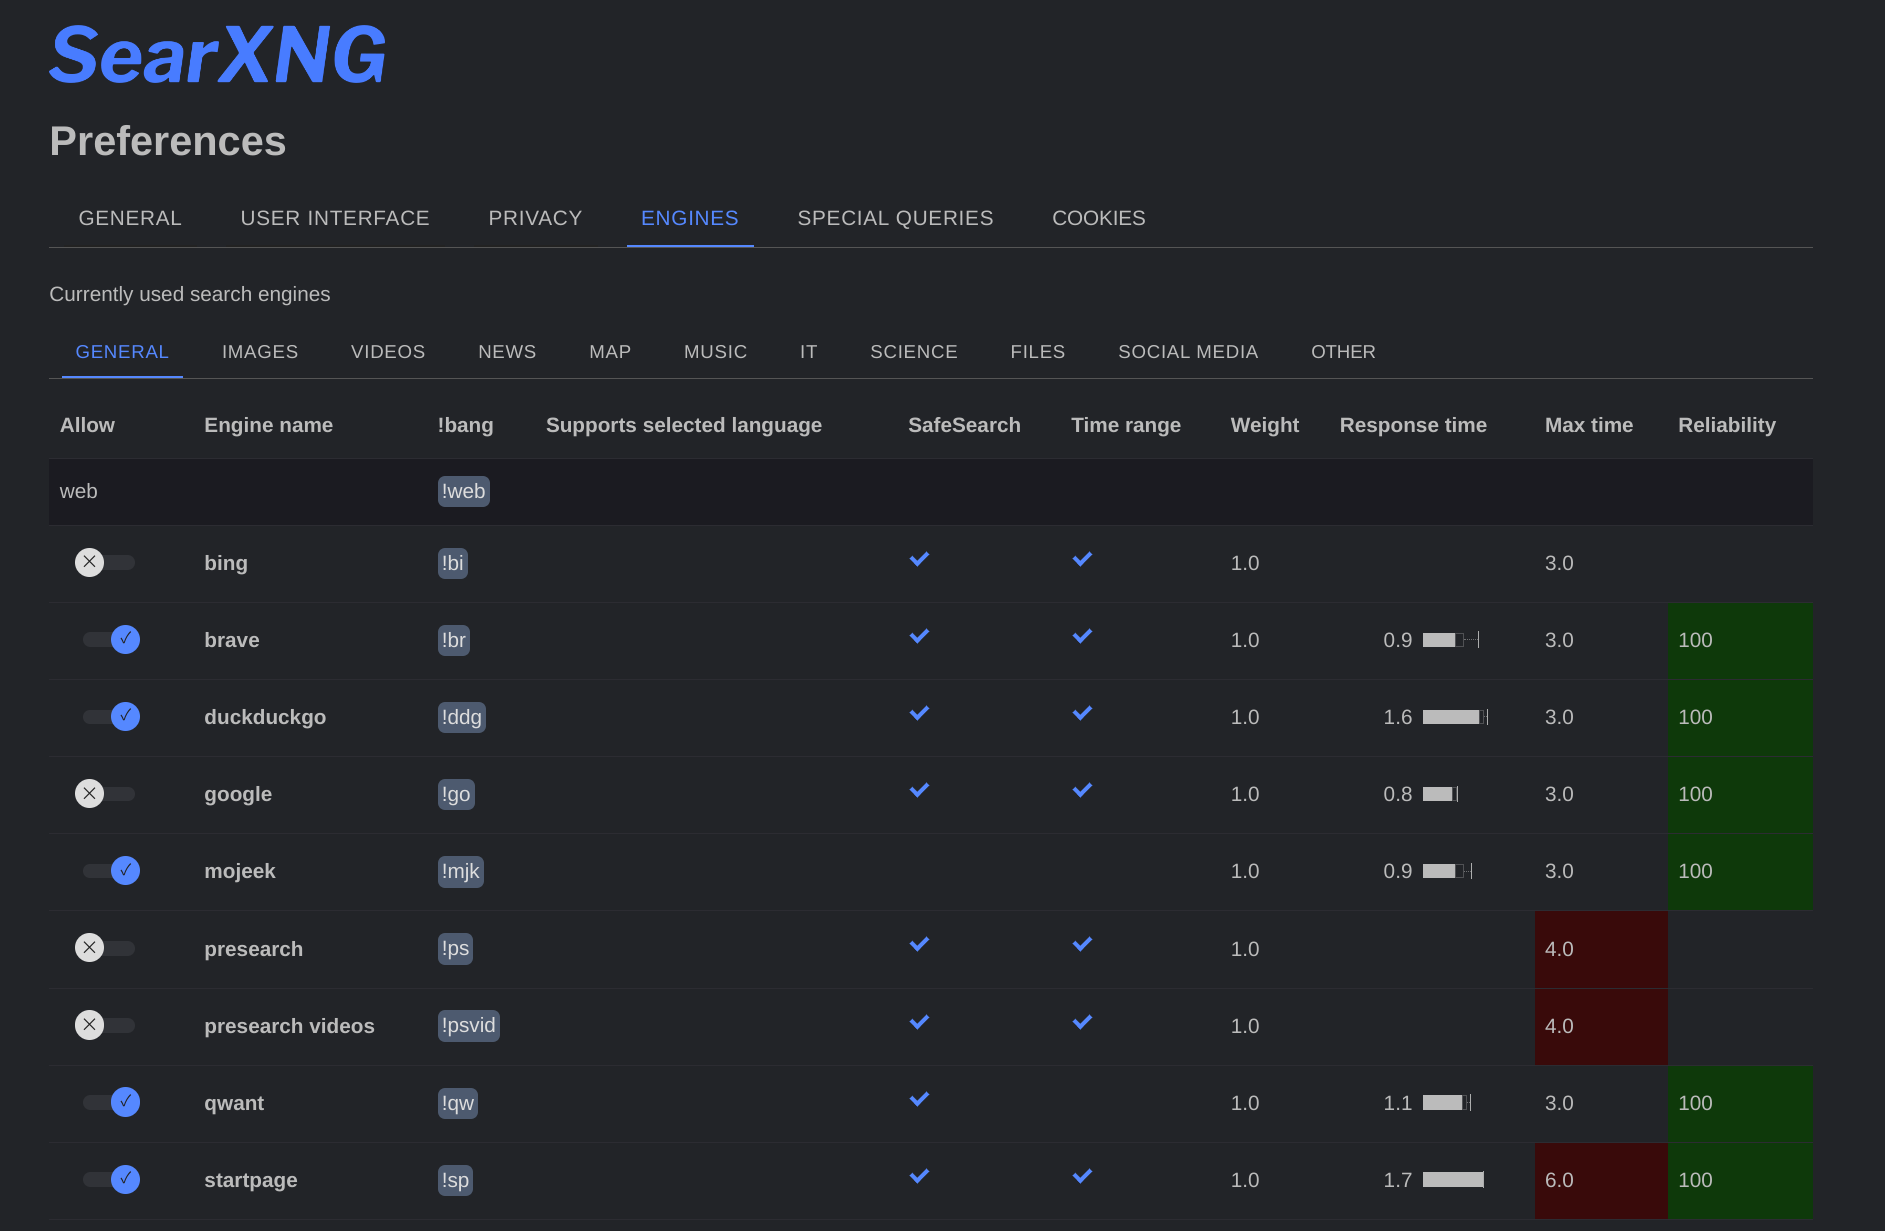 SearXNG
Preferences
GENERAL USER INTERFACE PRIVACY ENGINES SPECIAL QUERIES COOKIES
Currently used search engines
GENERAL IMAGES VIDEOS NEWS MAP MUSIC IT SCIENCE FILES SOCIAL MEDIA OTHER
Allow Engine name !bang Supports selected language SafeSearch Time range Weight Response time Max time Reliability
web !web
bing !bi 1.0 3.0
brave !br 1.0 0.9 3.0 100
duckduckgo !ddg 1.0 1.6 3.0 100
google !go 1.0 0.8 3.0 100
mojeek !mjk 1.0 0.9 3.0 100
presearch !ps 1.0 4.0
presearch videos !psvid 1.0 4.0
qwant !qw 1.0 1.1 3.0 100
startpage !sp 1.0 1.7 6.0 100